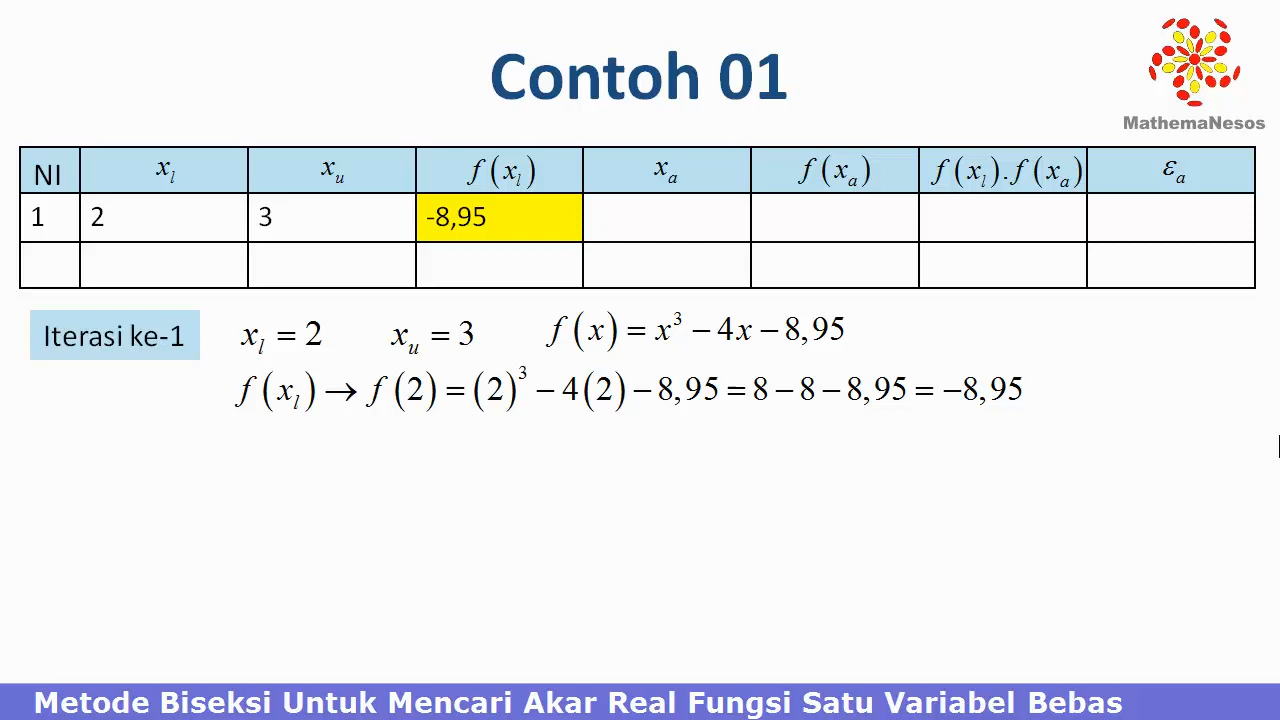 Contoh 01
MathemaNesos
NI x_l x_u f(x_l) x_a f(x_a) f(x_l).f(x_a) ε_a
1 2 3 -8,95
Iterasi ke-1 x_l = 2 x_u = 3 f(x) = x³ − 4x − 8,95
f(x_l) → f(2) = (2)³ − 4(2) − 8,95 = 8 − 8 − 8,95 = −8,95
Metode Biseksi Untuk Mencari Akar Real Fungsi Satu Variabel Bebas